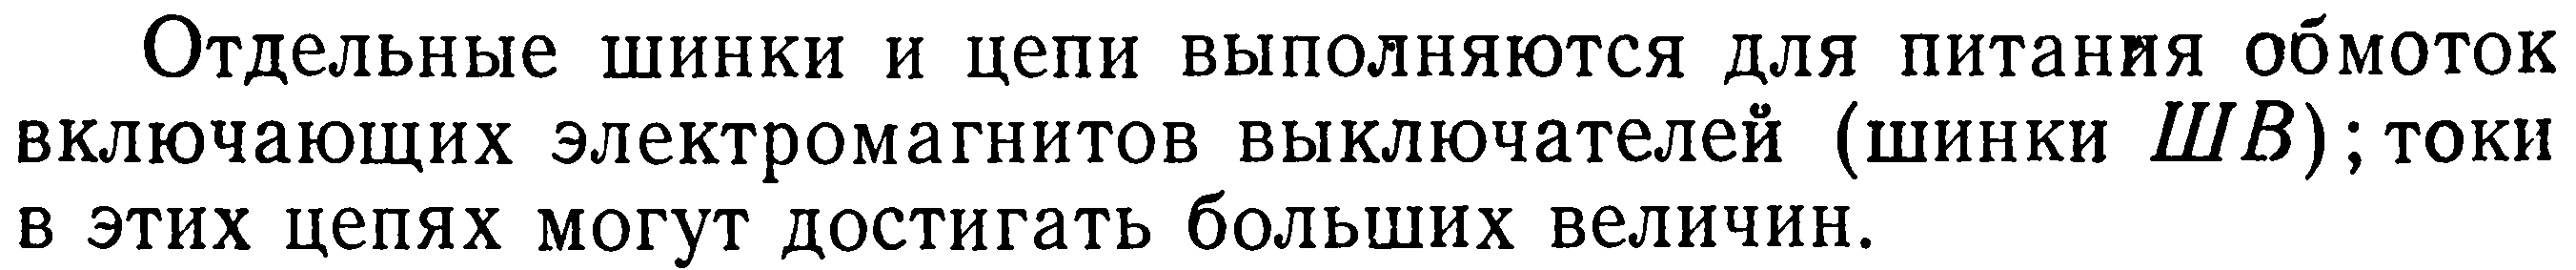 Отдельные шинки и цепи выполняются для питания обмоток
включающих электромагнитов выключателей (шинки ШВ); токи
в этих цепях могут достигать больших величин.